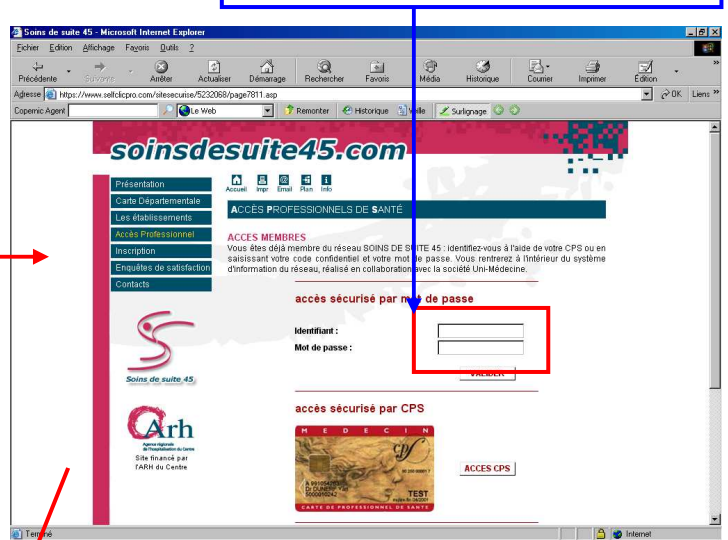 Soins de suite 45 - Microsoft Internet Explorer
Fichier Edition Affichage Favoris Outils ?
Précédente Suivante Arrêter Actualiser Démarrage Rechercher Favoris Média Historique Courrier Imprimer Edition
Adresse https://www.selfclicpro.com/sitesecurise/5232068/page7811.asp OK Liens
Copernic Agent Le Web Remonter Historique Surlignage
soinsdesuite45.com
Accueil Impr Email Plan Info
Présentation
Carte Départementale
Les établissements
Accès Professionnel
Inscription
Enquêtes de satisfaction
Contacts
Soins de suite 45
Arh
Agence régionale
de l'hospitalisation du Centre
Site financé par
l'ARH du Centre
ACCÈS PROFESSIONNELS DE SANTÉ
ACCES MEMBRES
Vous êtes déjà membre du réseau SOINS DE SUITE 45 : identifiez-vous à l'aide de votre CPS ou en
saisissant votre code confidentiel et votre mot de passe. Vous rentrerez à l'intérieur du système
d'information du réseau, réalisé en collaboration avec la société Uni-Médecine.
accès sécurisé par mot de passe
Identifiant :
Mot de passe :
VALIDER
accès sécurisé par CPS
MEDECIN
TEST
CARTE DE PROFESSIONNEL DE SANTE
ACCES CPS
Terminé Internet